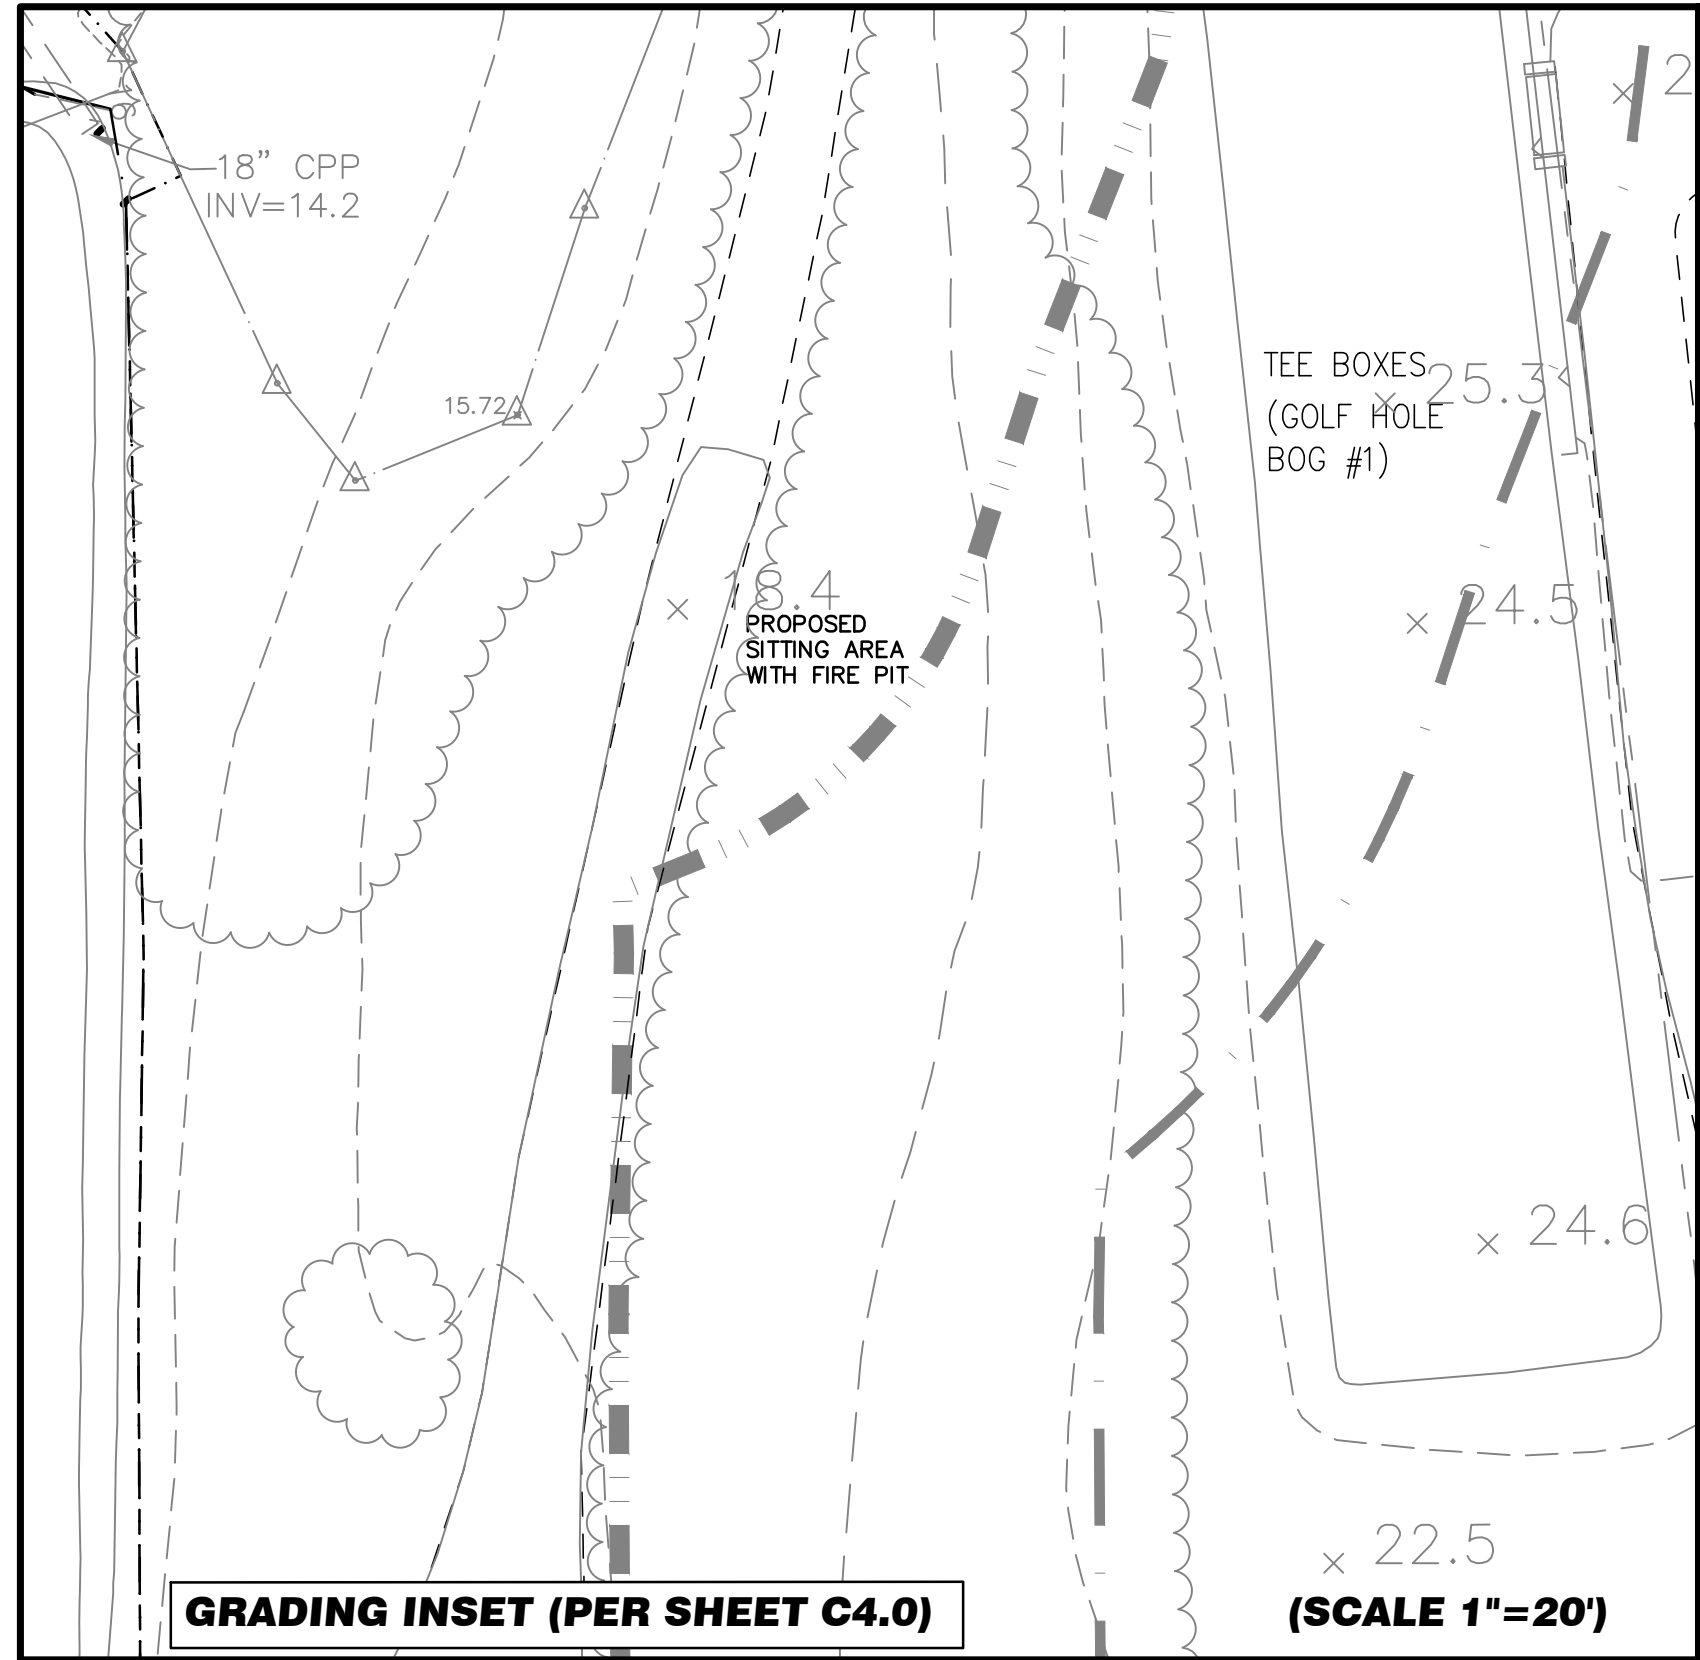 2
18” CPP
INV=14.2
TEE BOXES
25.3
(GOLF HOLE
BOG #1)
15.72
18.4
24.5
PROPOSED
SITTING AREA
WITH FIRE PIT
24.6
22.5
GRADING INSET (PER SHEET C4.0)
(SCALE 1"=20')